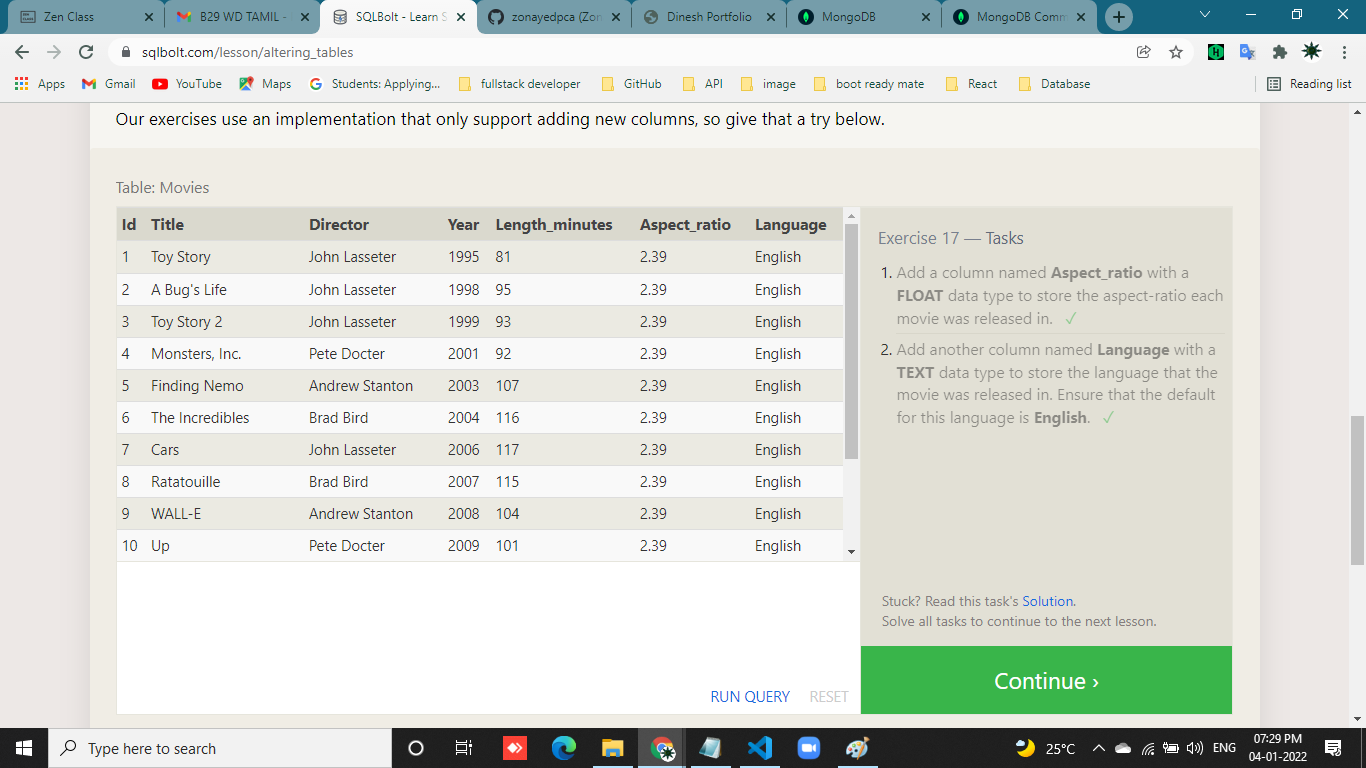 Zen Class
B29 WD TAMIL -
SQLBolt - Learn S
zonayedpca (Zon
Dinesh Portfolio
MongoDB
MongoDB Comm
sqlbolt.com/lesson/altering_tables
Apps
Gmail
YouTube
Maps
Students: Applying...
fullstack developer
GitHub
API
image
boot ready mate
React
Database
Reading list
Our exercises use an implementation that only support adding new columns, so give that a try below.
Table: Movies
Id Title Director Year Length_minutes Aspect_ratio Language
1 Toy Story John Lasseter 1995 81 2.39 English
2 A Bug's Life John Lasseter 1998 95 2.39 English
3 Toy Story 2 John Lasseter 1999 93 2.39 English
4 Monsters, Inc. Pete Docter 2001 92 2.39 English
5 Finding Nemo Andrew Stanton 2003 107 2.39 English
6 The Incredibles Brad Bird 2004 116 2.39 English
7 Cars John Lasseter 2006 117 2.39 English
8 Ratatouille Brad Bird 2007 115 2.39 English
9 WALL-E Andrew Stanton 2008 104 2.39 English
10 Up Pete Docter 2009 101 2.39 English
RUN QUERY RESET
Exercise 17 — Tasks
1. Add a column named Aspect_ratio with a
FLOAT data type to store the aspect-ratio each
movie was released in. ✓
2. Add another column named Language with a
TEXT data type to store the language that the
movie was released in. Ensure that the default
for this language is English. ✓
Stuck? Read this task's Solution.
Solve all tasks to continue to the next lesson.
Continue ›
Type here to search
25°C
ENG
07:29 PM
04-01-2022